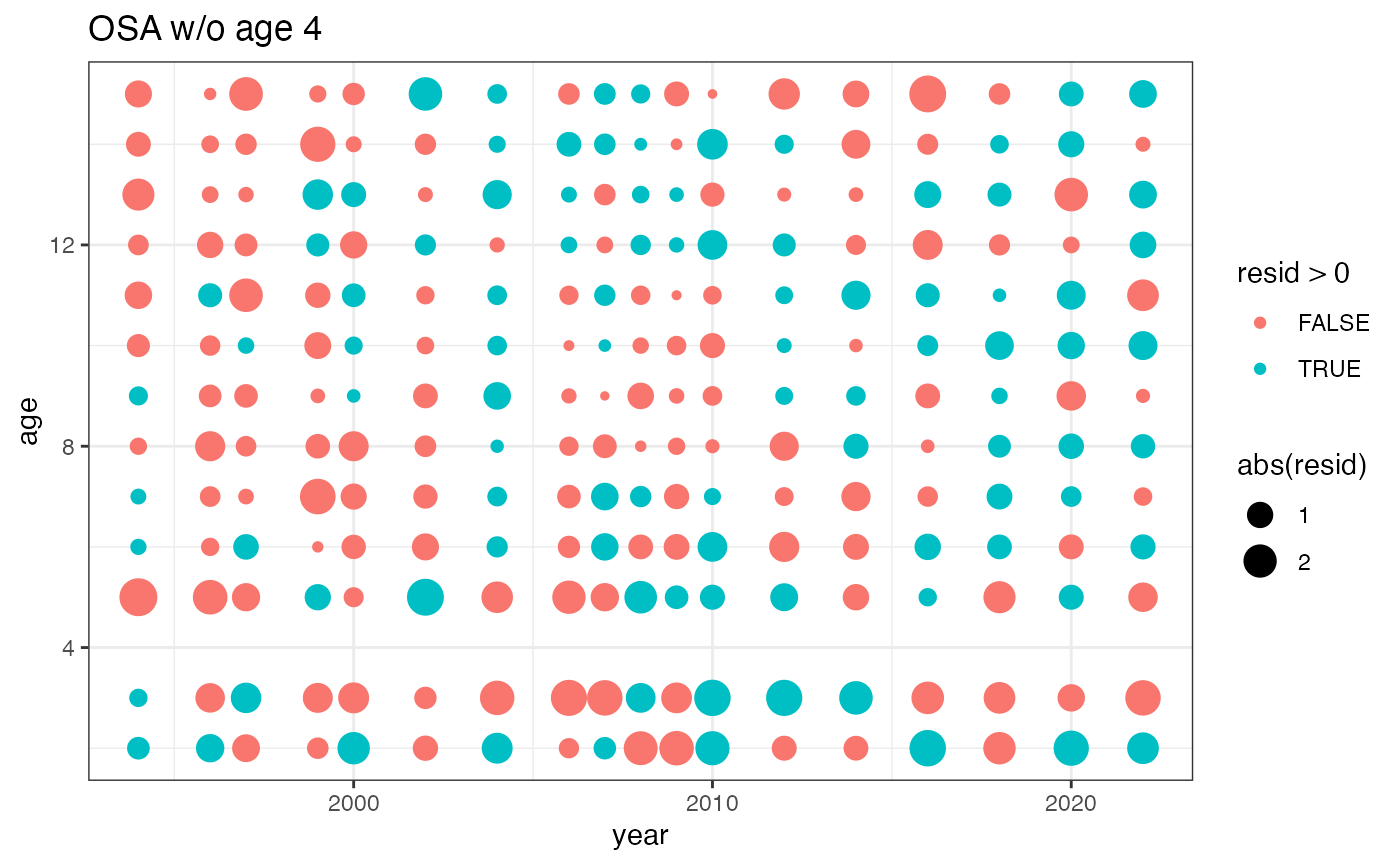 OSA w/o age 4
age
12
8
4
2000
2010
2020
year
resid > 0
FALSE
TRUE
abs(resid)
1
2